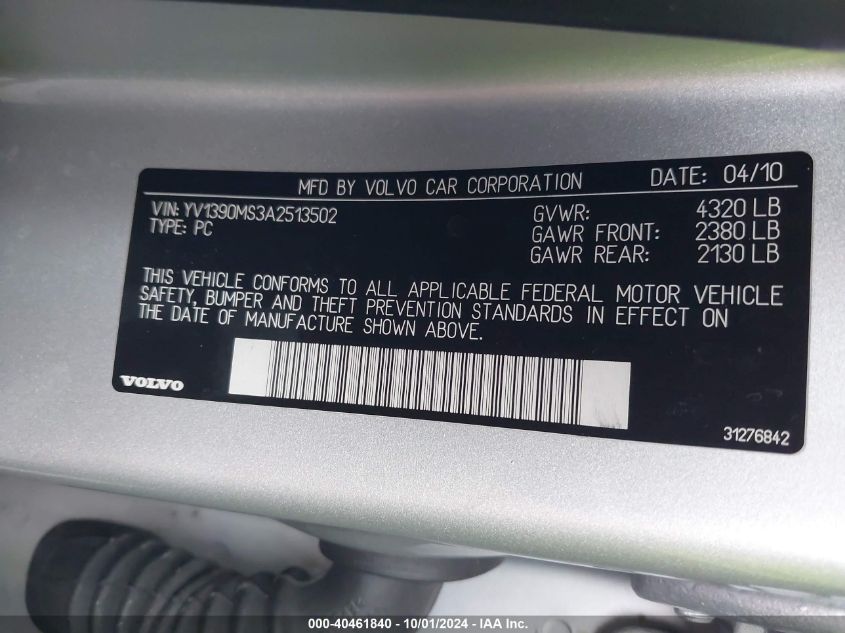 MFD BY VOLVO CAR CORPORATION DATE: 04/10
VIN: YV1390MS3A2513502 GVWR: 4320 LB
TYPE: PC GAWR FRONT: 2380 LB
GAWR REAR: 2130 LB
THIS VEHICLE CONFORMS TO ALL APPLICABLE FEDERAL MOTOR VEHICLE
SAFETY, BUMPER AND THEFT PREVENTION STANDARDS IN EFFECT ON
THE DATE OF MANUFACTURE SHOWN ABOVE.
VOLVO
31276842
000-40461840 - 10/01/2024 - IAA Inc.